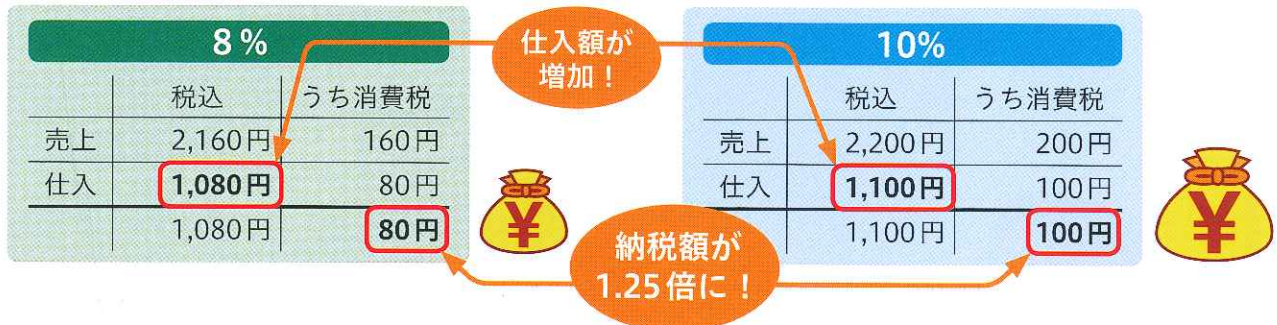 8%
税込 うち消費税
売上 2,160円 160円
仕入 1,080円 80円
1,080円 80円
仕入額が
増加！
10%
税込 うち消費税
売上 2,200円 200円
仕入 1,100円 100円
1,100円 100円
納税額が
1.25倍に！
¥
¥